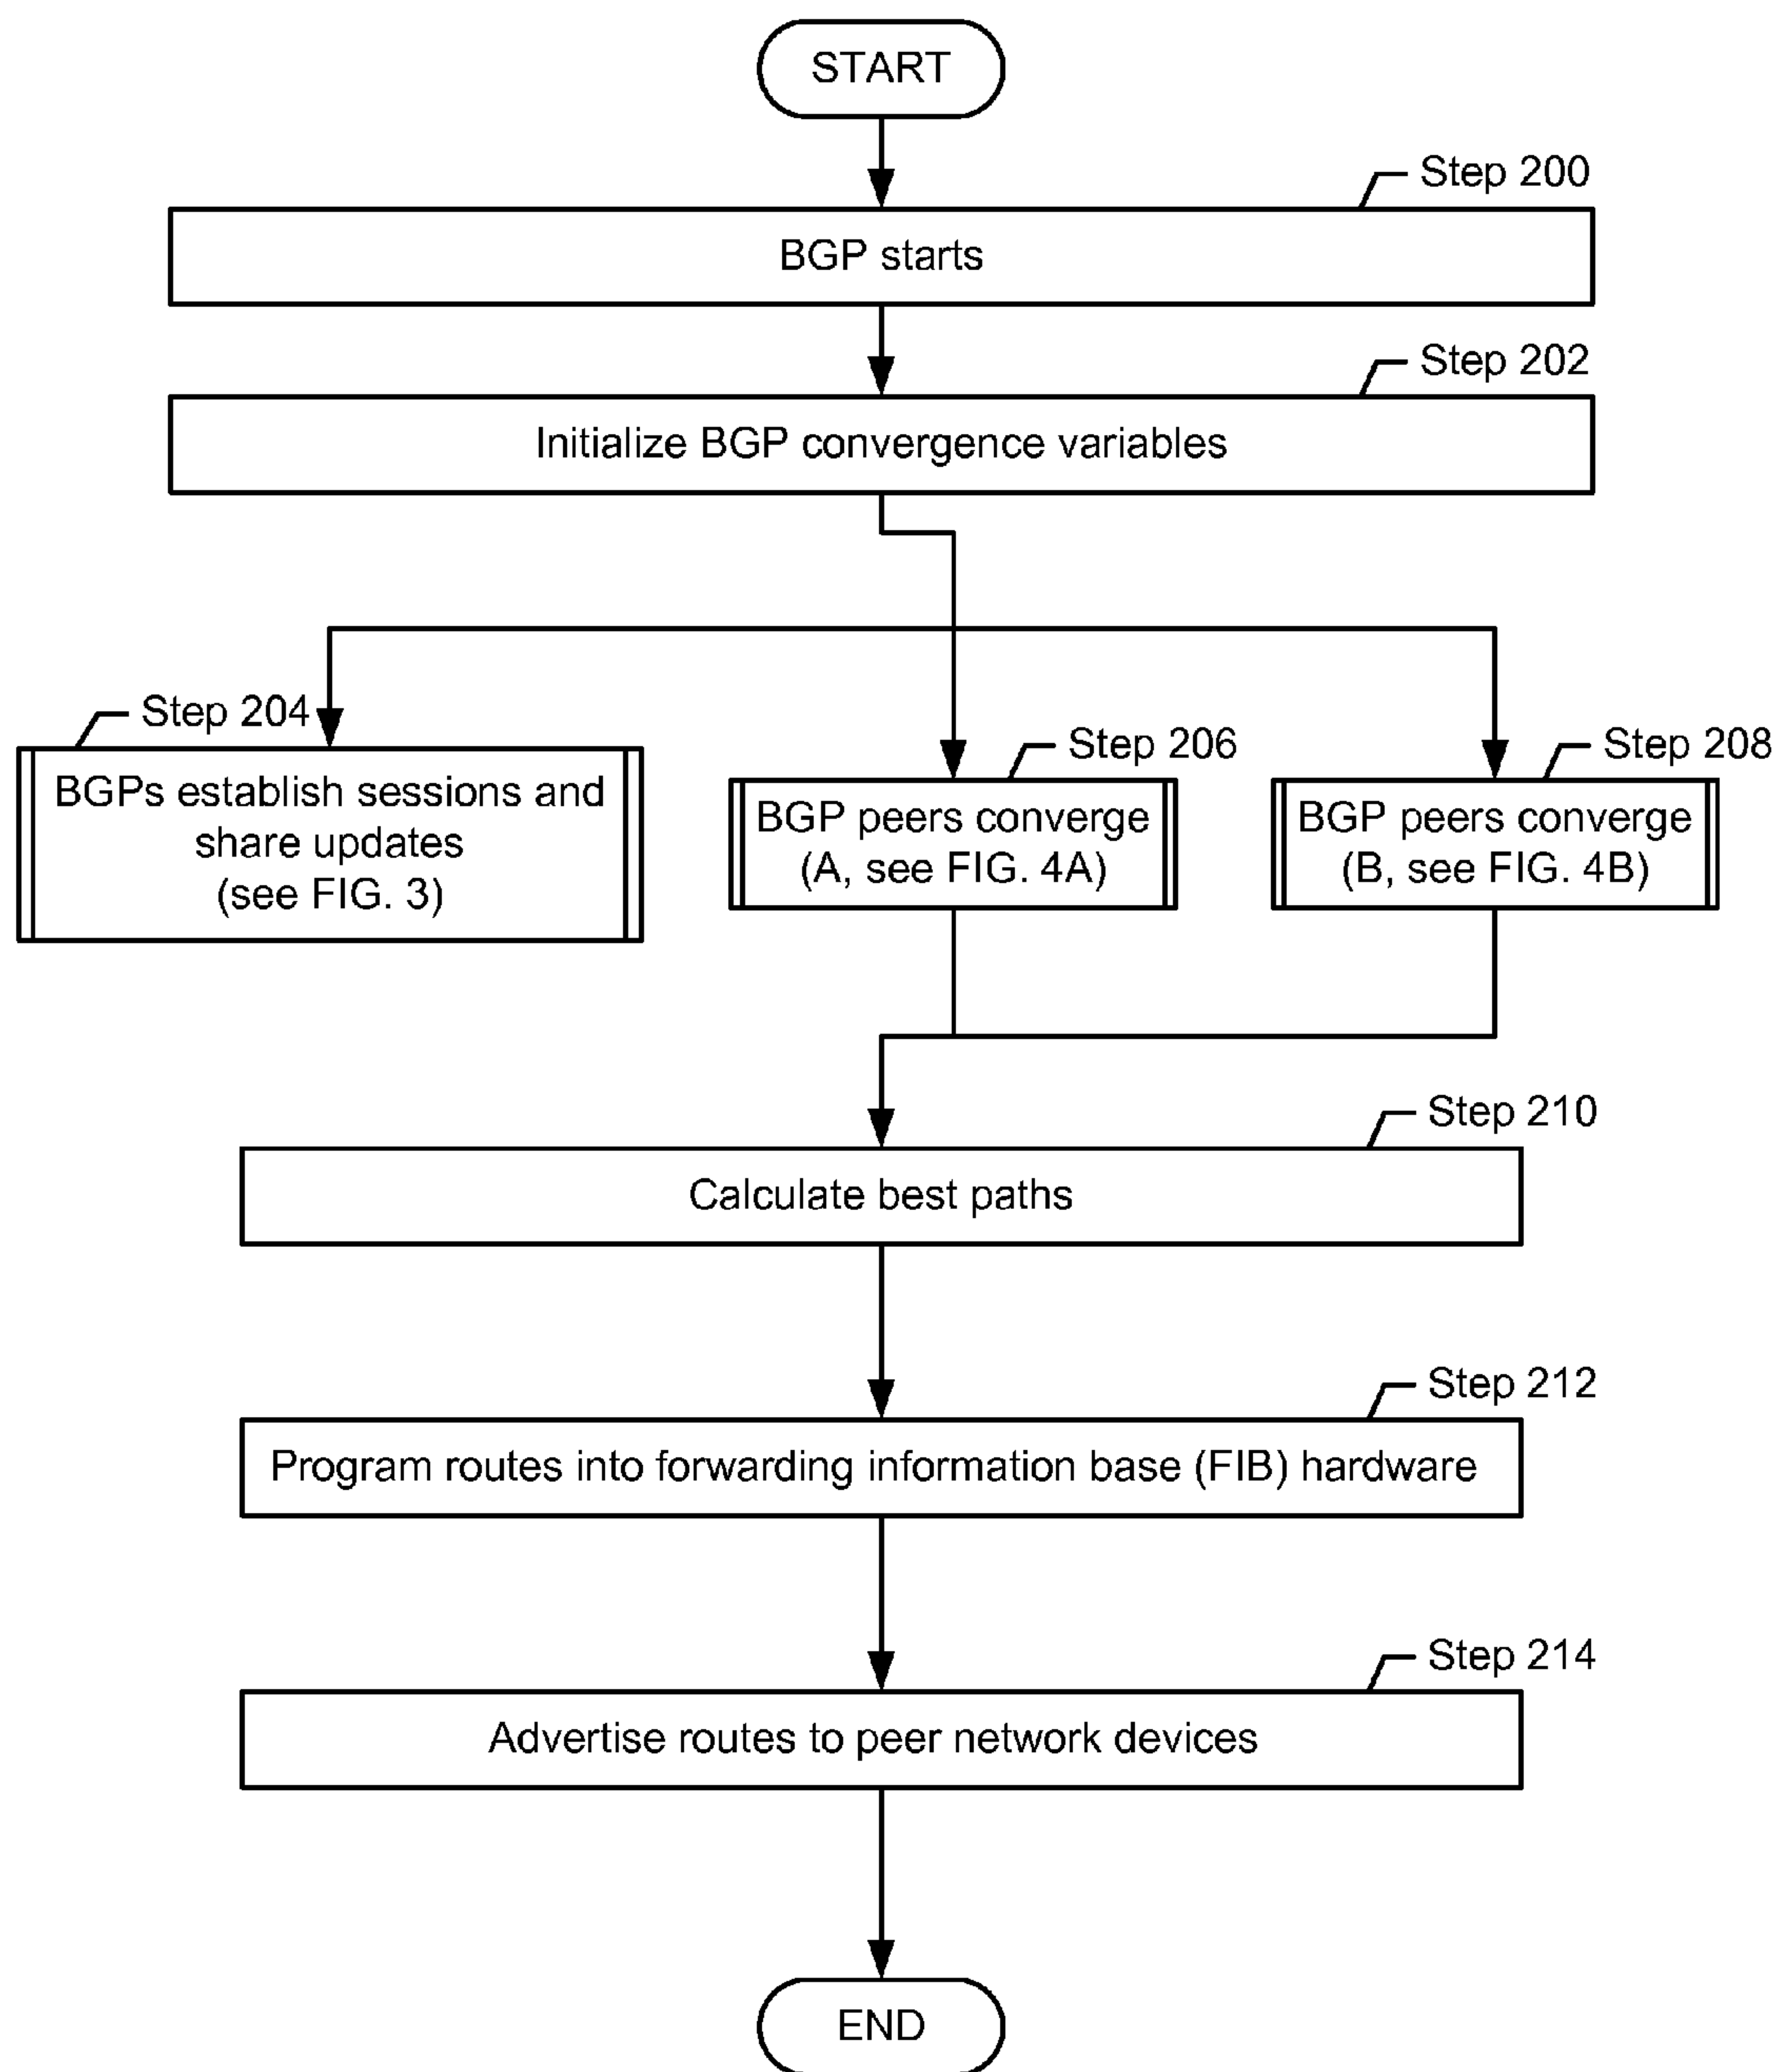 START
Step 200
BGP starts
Step 202
Initialize BGP convergence variables
Step 204
BGPs establish sessions and
share updates
(see FIG. 3)
Step 206
BGP peers converge
(A, see FIG. 4A)
Step 208
BGP peers converge
(B, see FIG. 4B)
Step 210
Calculate best paths
Step 212
Program routes into forwarding information base (FIB) hardware
Step 214
Advertise routes to peer network devices
END